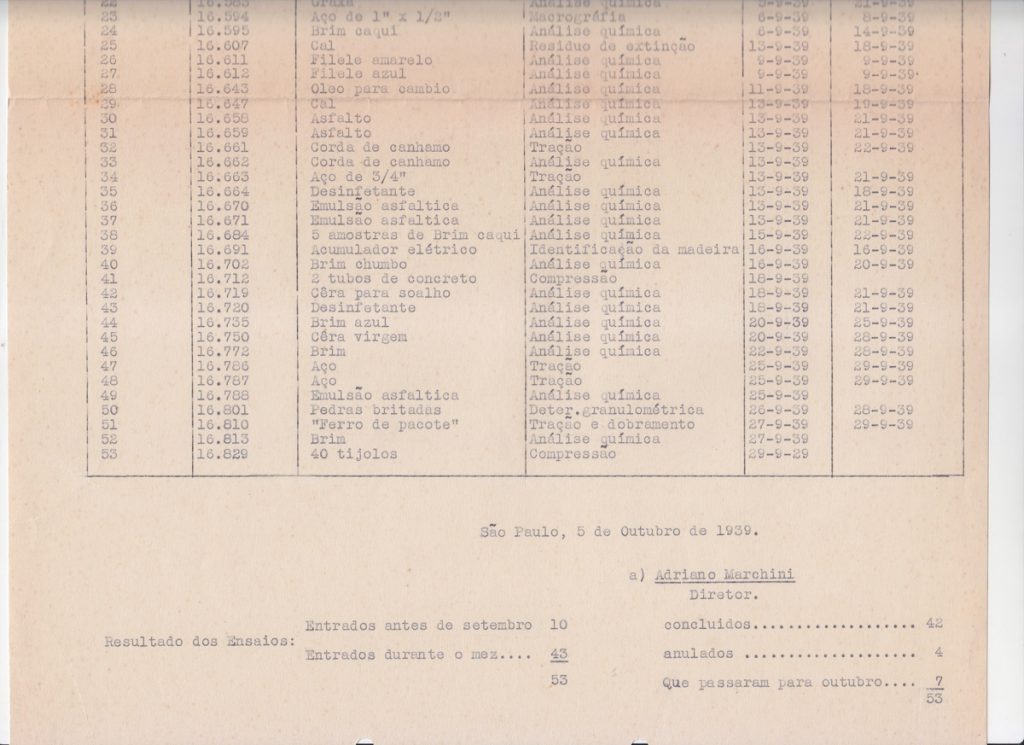 22 16.583 Graxa Análise química 5-9-39 21-9-39
23 16.594 Aço de 1" x 1/2" Macrográfia 6-9-39 8-9-39
24 16.595 Brim caqui Análise química 6-9-39 14-9-39
25 16.607 Cal Residuo de extinção 13-9-39 18-9-39
26 16.611 Filele amarelo Análise química 9-9-39 9-9-39
27 16.612 Filele azul Análise química 9-9-39 9-9-39
28 16.643 Oleo para cambio Análise química 11-9-39 18-9-39
29 16.647 Cal Análise química 13-9-39 19-9-39
30 16.658 Asfalto Análise química 13-9-39 21-9-39
31 16.659 Asfalto Análise química 13-9-39 21-9-39
32 16.661 Corda de canhamo Tração 13-9-39 22-9-39
33 16.662 Corda de canhamo Análise química 13-9-39
34 16.663 Aço de 3/4" Tração 13-9-39 21-9-39
35 16.664 Desinfetante Análise química 13-9-39 18-9-39
36 16.670 Emulsão asfaltica Análise química 13-9-39 21-9-39
37 16.671 Emulsão asfaltica Análise química 13-9-39 21-9-39
38 16.684 5 amostras de Brim caqui Análise química 15-9-39 22-9-39
39 16.691 Acumulador elétrico Identificação da madeira 16-9-39 16-9-39
40 16.702 Brim chumbo Análise química 16-9-39 20-9-39
41 16.712 2 tubos de concreto Compressão 18-9-39
42 16.719 Cêra para soalho Análise química 18-9-39 21-9-39
43 16.720 Desinfetante Análise química 18-9-39 21-9-39
44 16.735 Brim azul Análise química 20-9-39 25-9-39
45 16.750 Cêra virgem Análise química 20-9-39 28-9-39
46 16.772 Brim Análise química 22-9-39 28-9-39
47 16.786 Aço Tração 25-9-39 29-9-39
48 16.787 Aço Tração 25-9-39 29-9-39
49 16.788 Emulsão asfaltica Análise química 25-9-39
50 16.801 Pedras britadas Deter.granulométrica 26-9-39 28-9-39
51 16.810 "Ferro de pacote" Tração e dobramento 27-9-39 29-9-39
52 16.813 Brim Análise química 27-9-39
53 16.829 40 tijolos Compressão 29-9-29
São Paulo, 5 de Outubro de 1939.
a) Adriano Marchini
Diretor.
Resultado dos Ensaios:
Entrados antes de setembro 10
Entrados durante o mez.... 43
53
concluidos................... 42
anulados .................... 4
Que passaram para outubro.... 7
53